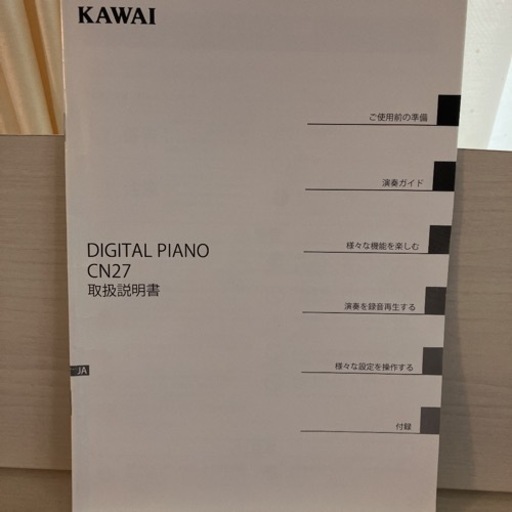 KAWAI
ご使用前の準備
演奏ガイド
様々な機能を楽しむ
DIGITAL PIANO
CN27
取扱説明書
演奏を録音再生する
JA
様々な設定を操作する
付録